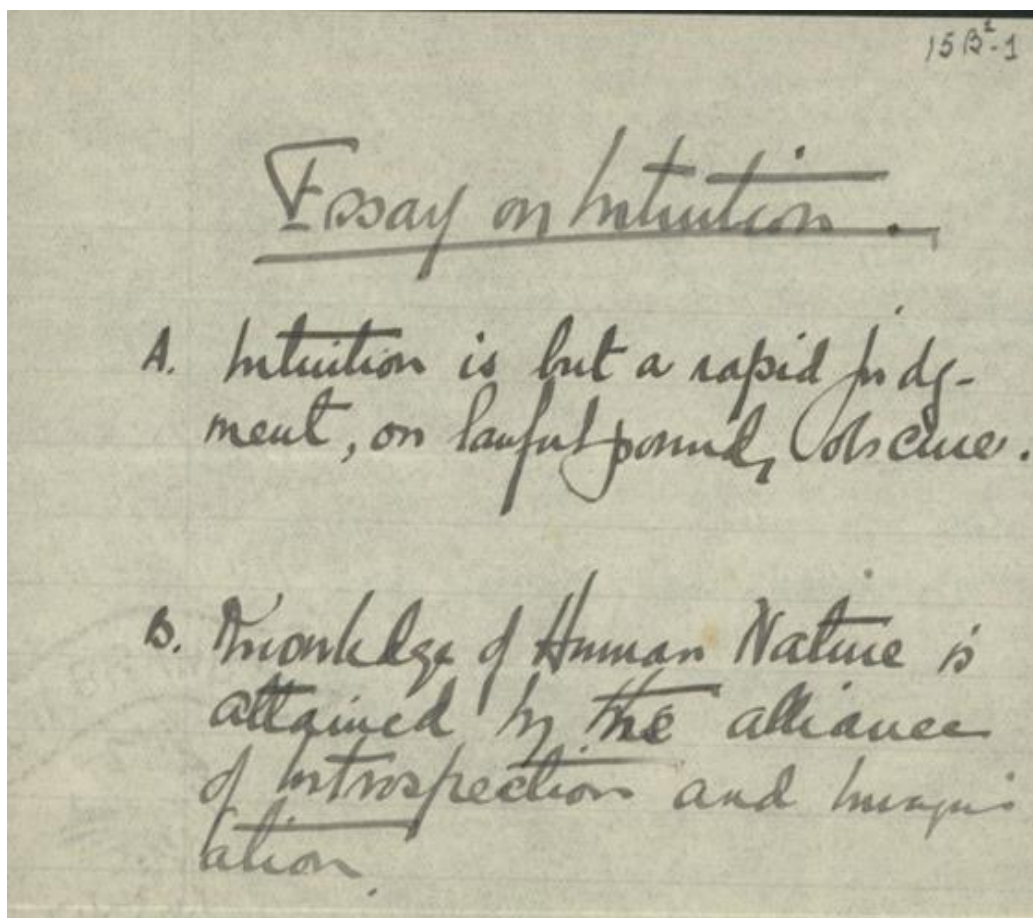 15B²-1
Essay on Intuition.
A. Intuition is but a rapid judg-
ment, on lawful ground, obscure.
B. Knowledge of Human Nature is
attained by the alliance
of introspection and imagin
ation.